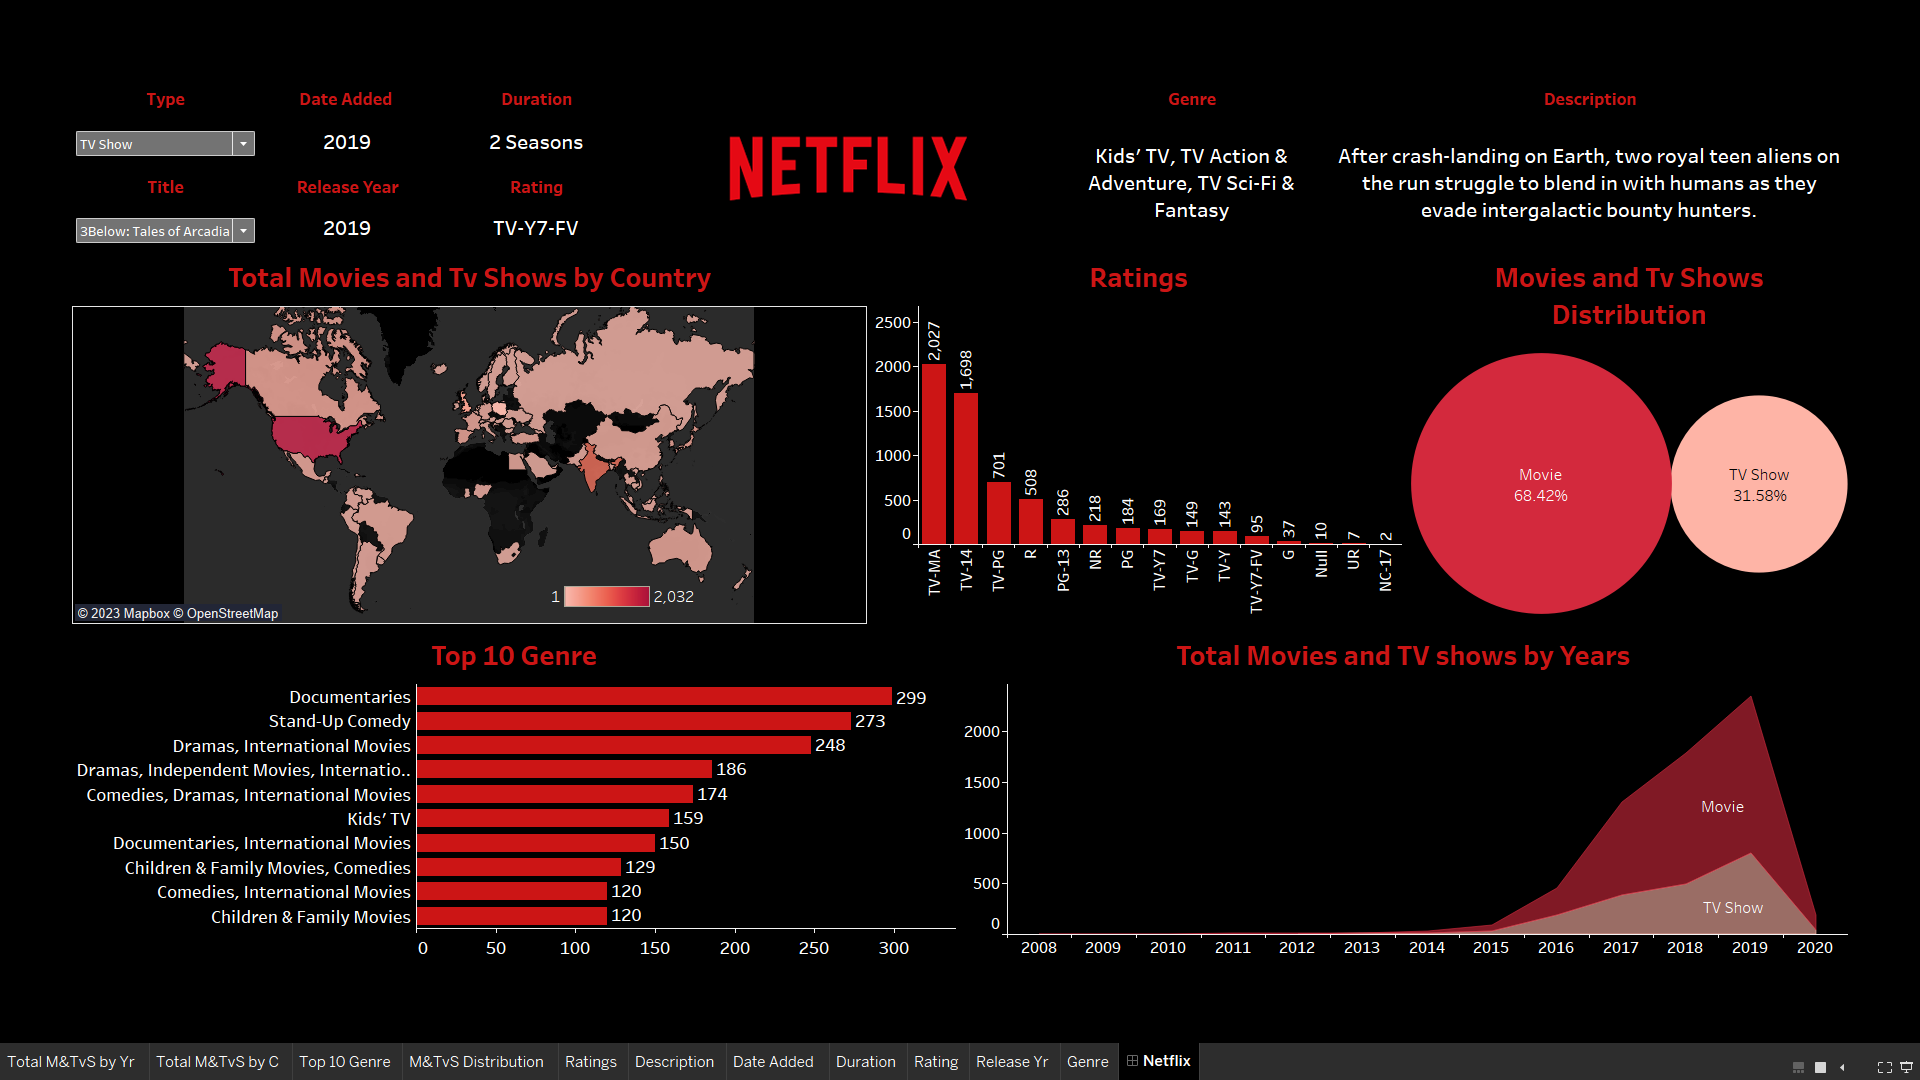 Type
Date Added
Duration
Genre
Description
TV Show
2019
2 Seasons
NETFLIX
Kids’ TV, TV Action &
Adventure, TV Sci-Fi &
Fantasy
After crash-landing on Earth, two royal teen aliens on
the run struggle to blend in with humans as they
evade intergalactic bounty hunters.
Title
Release Year
Rating
3Below: Tales of Arcadia
2019
TV-Y7-FV
Total Movies and Tv Shows by Country
1
2,032
© 2023 Mapbox © OpenStreetMap
Ratings
2500
2000
1500
1000
500
0
2,027
1,698
701
508
286
218
184
169
149
143
95
37
10
7
2
TV-MA
TV-14
TV-PG
R
PG-13
NR
PG
TV-Y7
TV-G
TV-Y
TV-Y7-FV
G
Null
UR
NC-17
Movies and Tv Shows
Distribution
Movie
68.42%
TV Show
31.58%
Top 10 Genre
Documentaries 299
Stand-Up Comedy 273
Dramas, International Movies 248
Dramas, Independent Movies, Internatio.. 186
Comedies, Dramas, International Movies 174
Kids’ TV 159
Documentaries, International Movies 150
Children & Family Movies, Comedies 129
Comedies, International Movies 120
Children & Family Movies 120
0 50 100 150 200 250 300
Total Movies and TV shows by Years
2000
1500
1000
500
0
Movie
TV Show
2008 2009 2010 2011 2012 2013 2014 2015 2016 2017 2018 2019 2020
Total M&TvS by Yr
Total M&TvS by C
Top 10 Genre
M&TvS Distribution
Ratings
Description
Date Added
Duration
Rating
Release Yr
Genre
Netflix